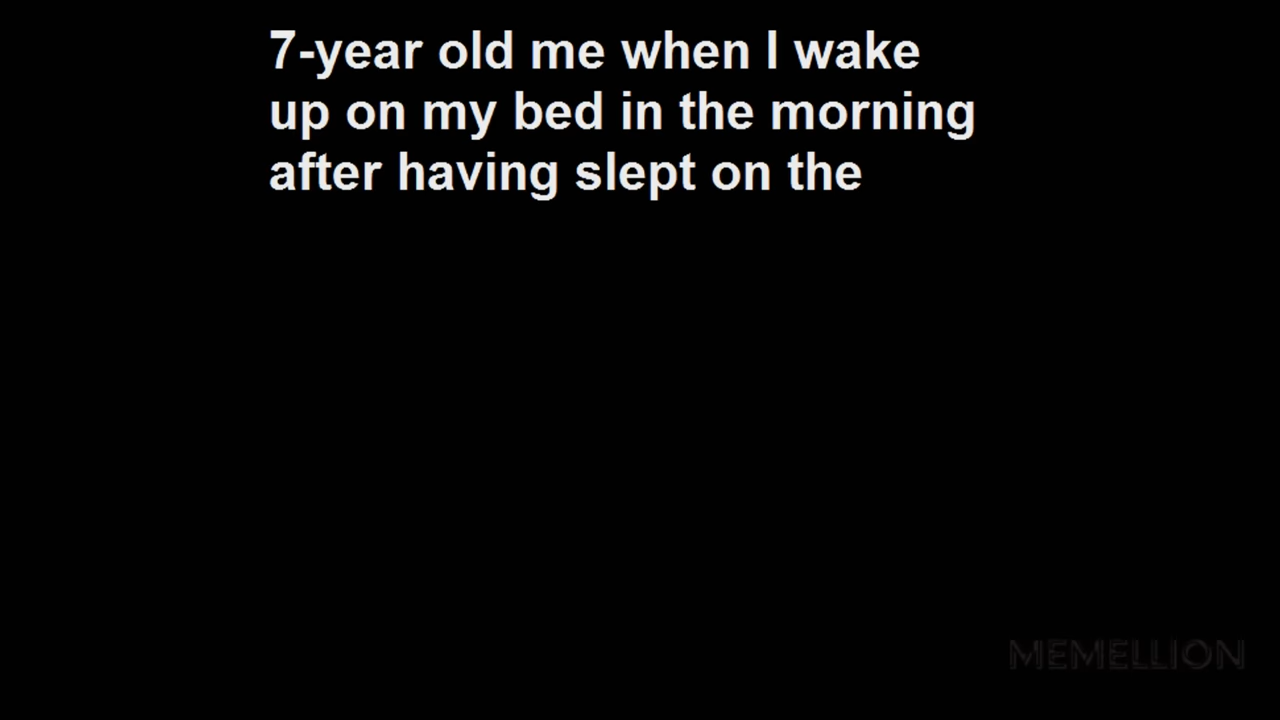 7-year old me when I wake
up on my bed in the morning
after having slept on the
MEMELLION